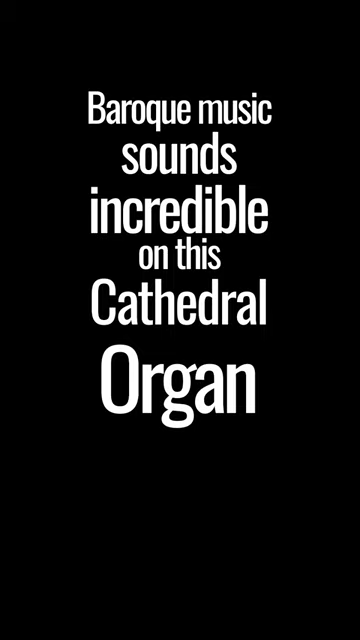 Baroque music
sounds
incredible
on this
Cathedral
Organ